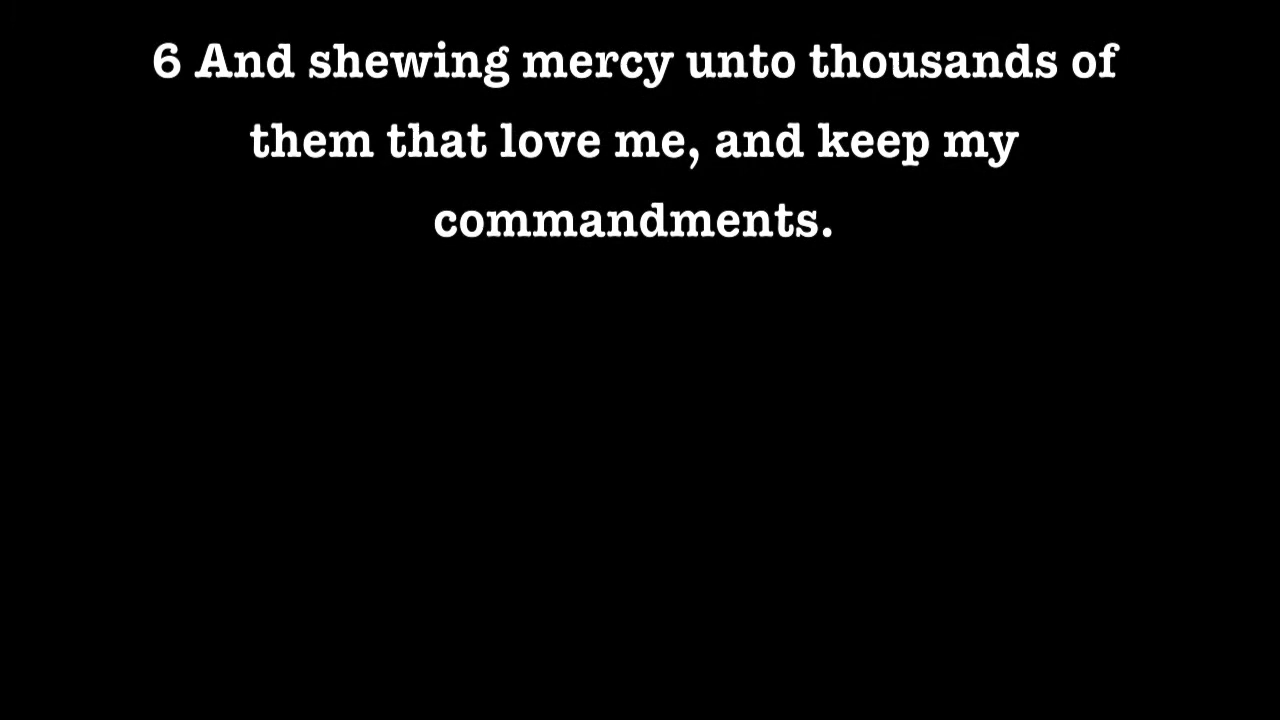 6 And shewing mercy unto thousands of
them that love me, and keep my
commandments.